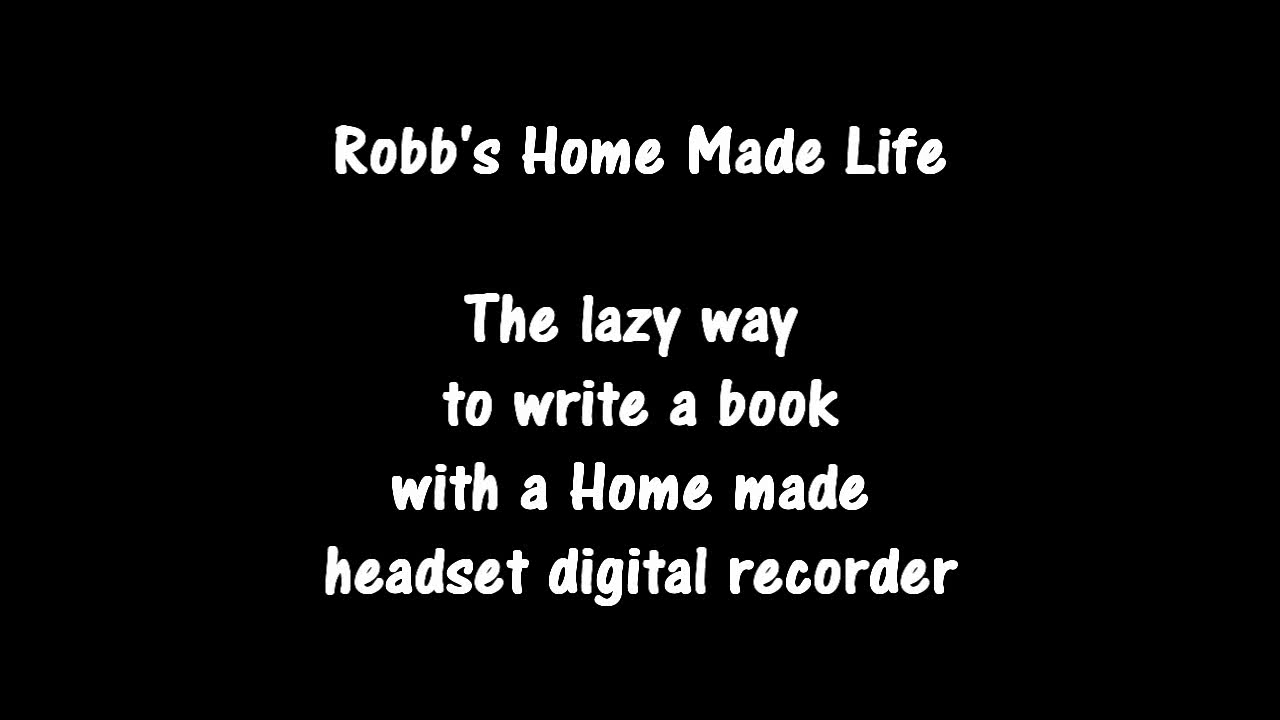 Robb's Home Made Life
The lazy way
to write a book
with a Home made
headset digital recorder